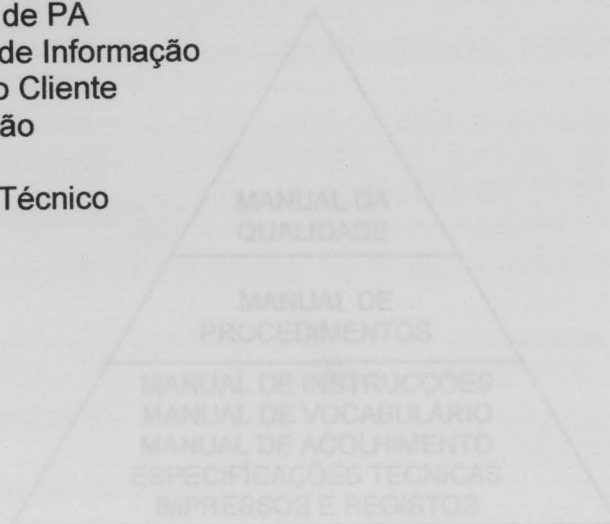 de PA
de Informação
o Cliente
ão
Técnico
MANUAL DA
QUALIDADE
MANUAL DE
PROCEDIMENTOS
MANUAL DE INSTRUCÇÕES
MANUAL DE VOCABULÁRIO
MANUAL DE ACOLHIMENTO
ESPECIFICAÇÕES TÉCNICAS
IMPRESSOS E REGISTOS